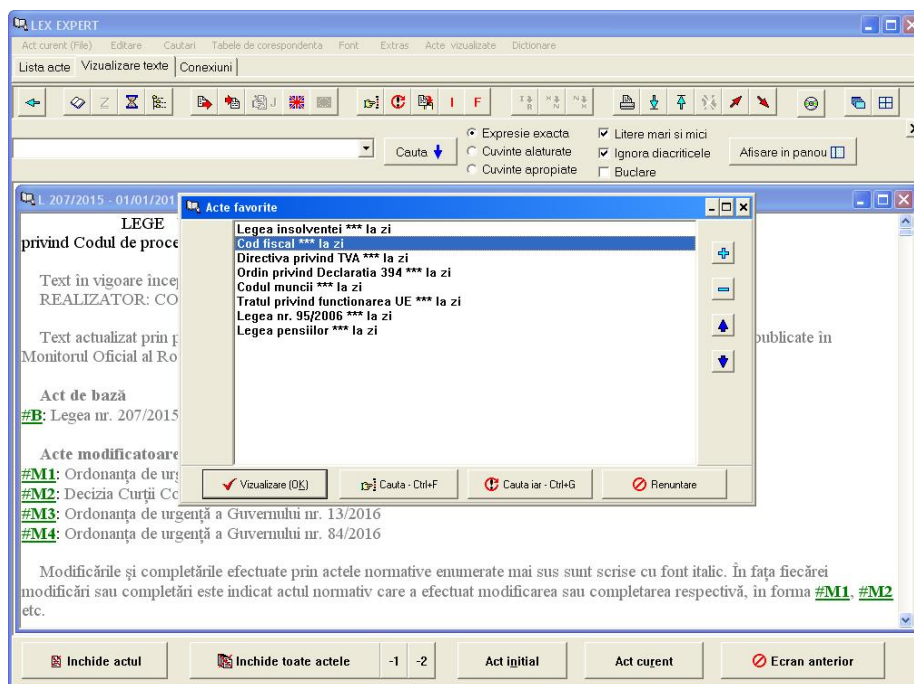 LEX EXPERT
Act curent (File) Editare Cautari Tabele de corespondenta Font Extras Acte vizualizate Dictionare
Lista acte Vizualizare texte Conexiuni
Z J I F
Cauta
Expresie exacta
Cuvinte alaturate
Cuvinte apropiate
Litere mari si mici
Ignora diacriticele
Buclare
Afisare in panou
L 207/2015 - 01/01/201
LEGE
privind Codul de proce
Text în vigoare încep
REALIZATOR: CO
Text actualizat prin p
publicate în
Monitorul Oficial al Ro
Act de bază
#B: Legea nr. 207/2015
Acte modificatoare
#M1: Ordonanța de urg
#M2: Decizia Curții Co
#M3: Ordonanța de urgență a Guvernului nr. 13/2016
#M4: Ordonanța de urgență a Guvernului nr. 84/2016
Modificările și completările efectuate prin actele normative enumerate mai sus sunt scrise cu font italic. În fața fiecărei
modificări sau completări este indicat actul normativ care a efectuat modificarea sau completarea respectivă, în forma #M1, #M2
etc.
Acte favorite
Legea insolventei *** la zi
Cod fiscal *** la zi
Directiva privind TVA *** la zi
Ordin privind Declaratia 394 *** la zi
Codul muncii *** la zi
Tratul privind functionarea UE *** la zi
Legea nr. 95/2006 *** la zi
Legea pensiilor *** la zi
Vizualizare (OK) Cauta - Ctrl+F Cauta iar - Ctrl+G Renuntare
Inchide actul Inchide toate actele -1 -2 Act initial Act curent Ecran anterior